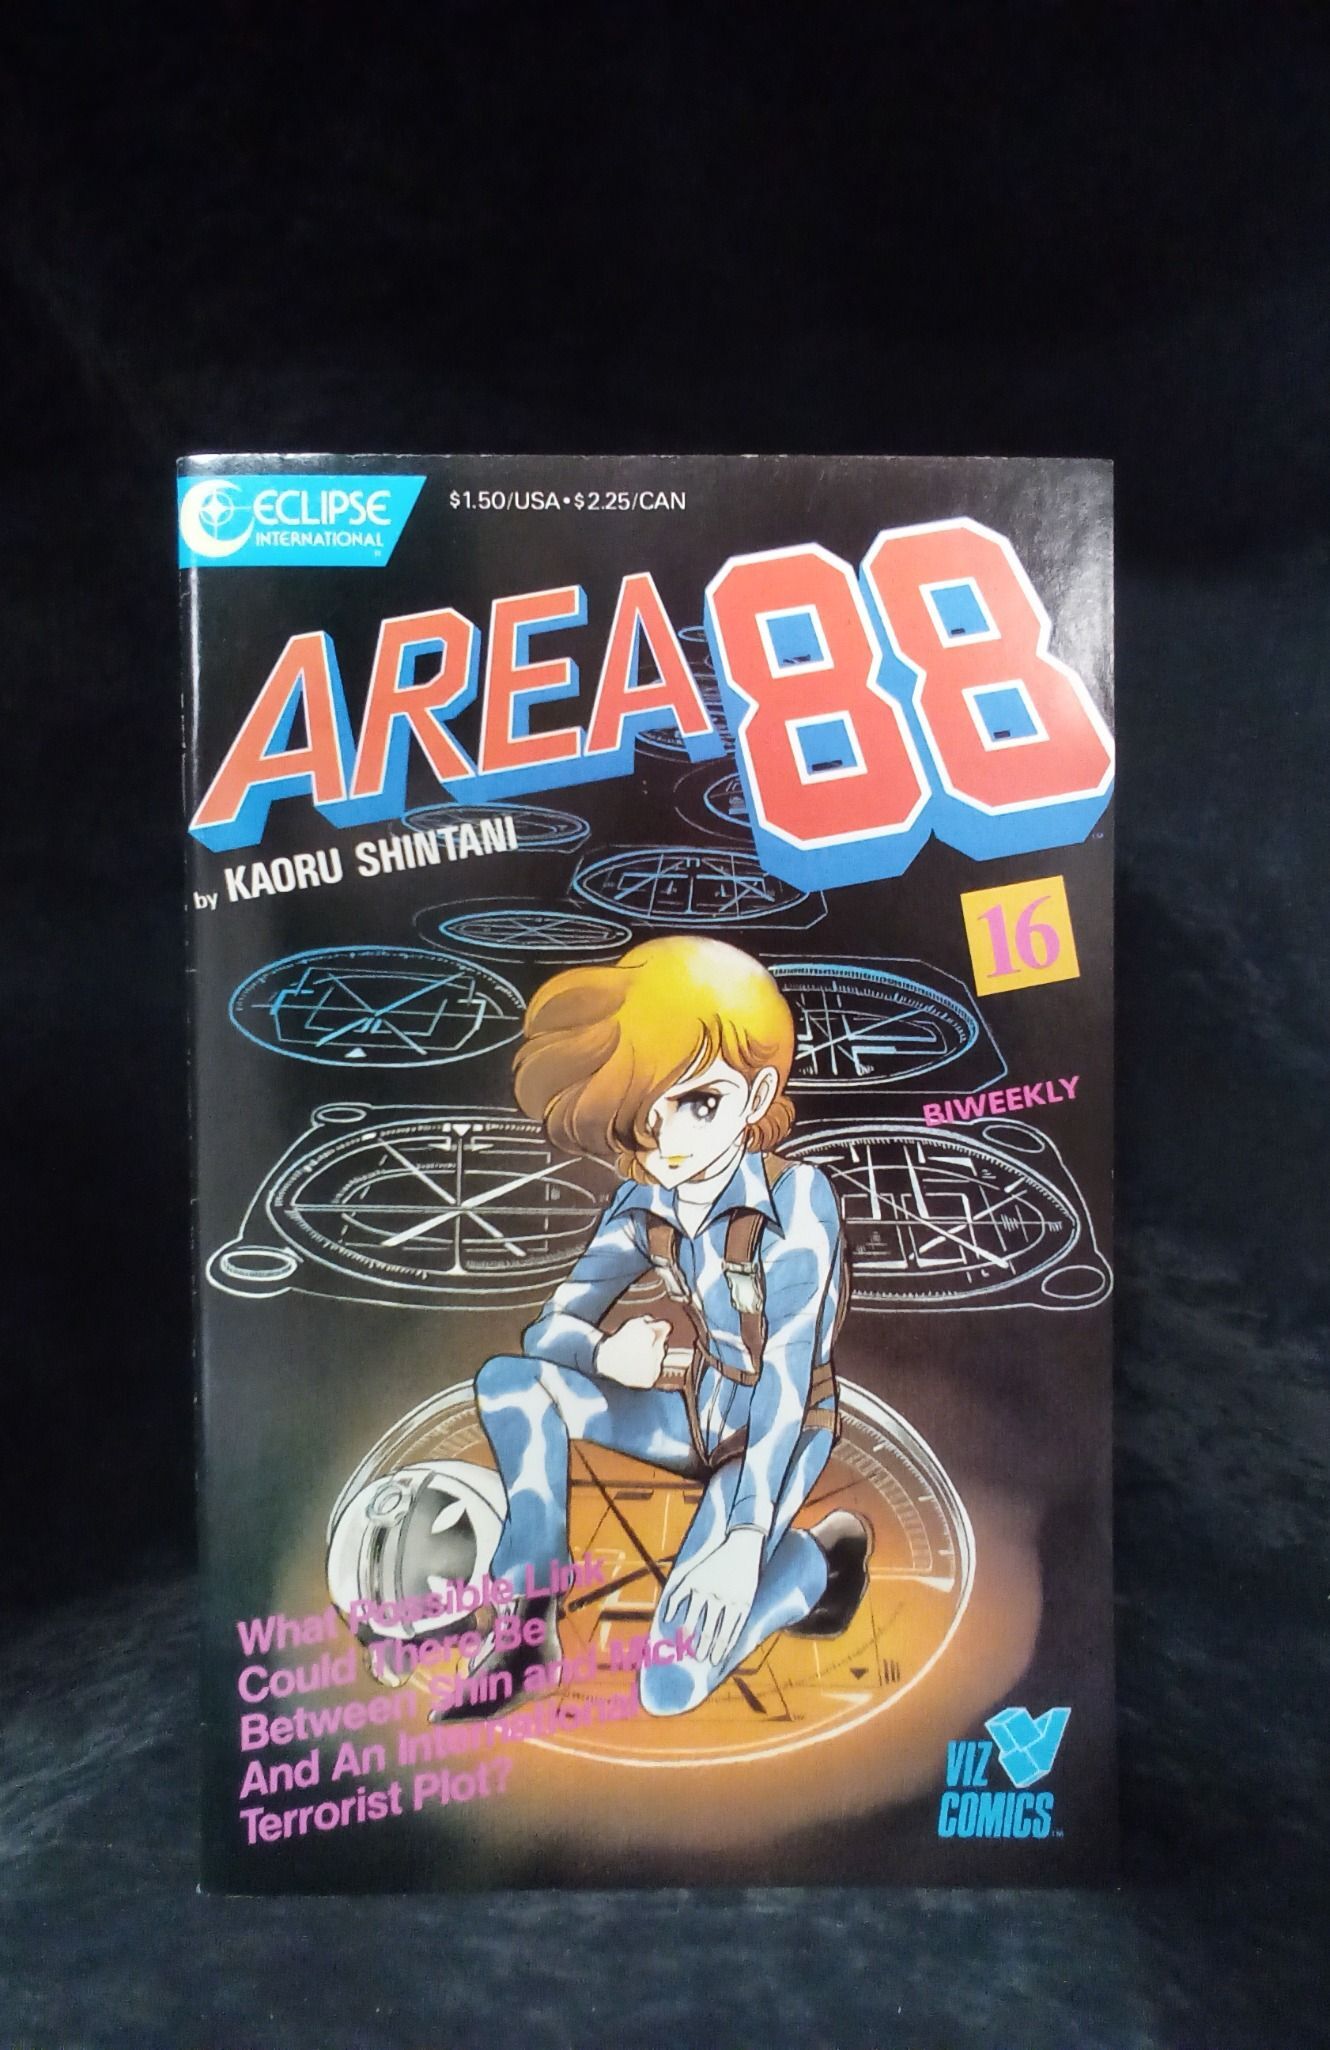 ECLIPSE
INTERNATIONAL
$1.50/USA • $2.25/CAN
AREA 88
by KAORU SHINTANI
16
BIWEEKLY
What Possible Link
Could There Be
Between Shin and Mick
And An International
Terrorist Plot?
VIZ
COMICS™